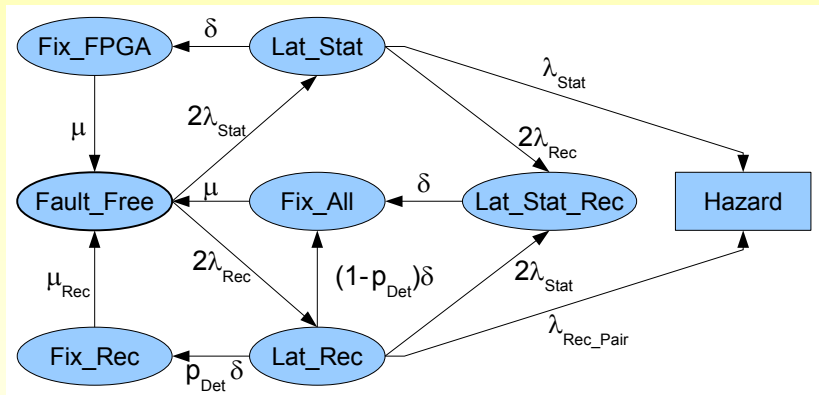 Fix_FPGA
δ
Lat_Stat
λStat
μ
2λStat
2λRec
Fault_Free
μ
Fix_All
δ
Lat_Stat_Rec
Hazard
μRec
2λRec
(1-pDet)δ
2λStat
λRec_Pair
Fix_Rec
pDet δ
Lat_Rec